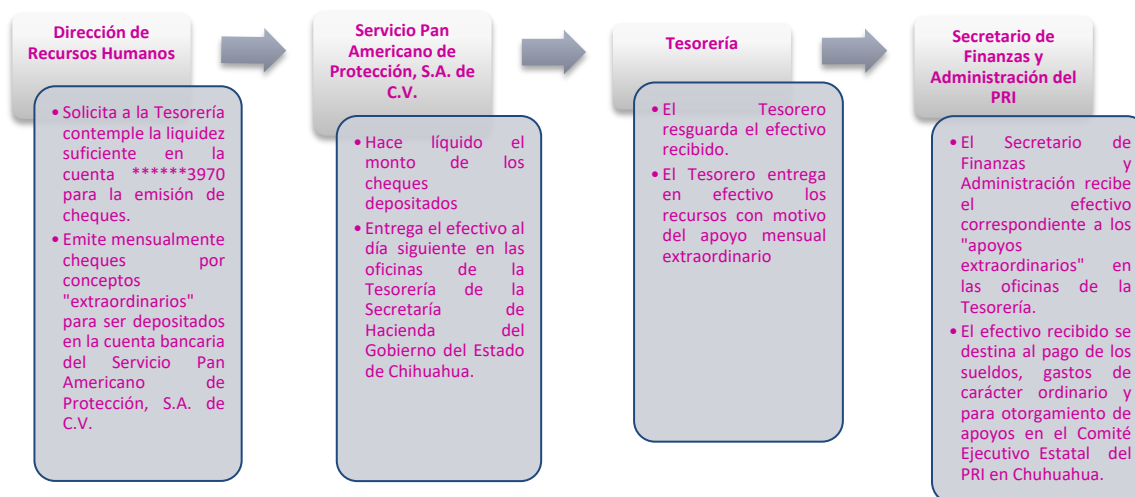 Dirección de
Recursos Humanos
• Solicita a la Tesorería
contemple la liquidez
suficiente en la
cuenta ******3970
para la emisión de
cheques.
• Emite mensualmente
cheques por
conceptos
"extraordinarios"
para ser depositados
en la cuenta bancaria
del Servicio Pan
Americano de
Protección, S.A. de
C.V.
Servicio Pan
Americano de
Protección, S.A. de
C.V.
• Hace líquido el
monto de los
cheques
depositados
• Entrega el efectivo al
día siguiente en las
oficinas de la
Tesorería de la
Secretaría de
Hacienda del
Gobierno del Estado
de Chihuahua.
Tesorería
• El Tesorero
resguarda el efectivo
recibido.
• El Tesorero entrega
en efectivo los
recursos con motivo
del apoyo mensual
extraordinario
Secretario de
Finanzas y
Administración del
PRI
• El Secretario de
Finanzas y
Administración recibe
el efectivo
correspondiente a los
"apoyos
extraordinarios" en
las oficinas de la
Tesorería.
• El efectivo recibido se
destina al pago de los
sueldos, gastos de
carácter ordinario y
para otorgamiento de
apoyos en el Comité
Ejecutivo Estatal del
PRI en Chuhuahua.